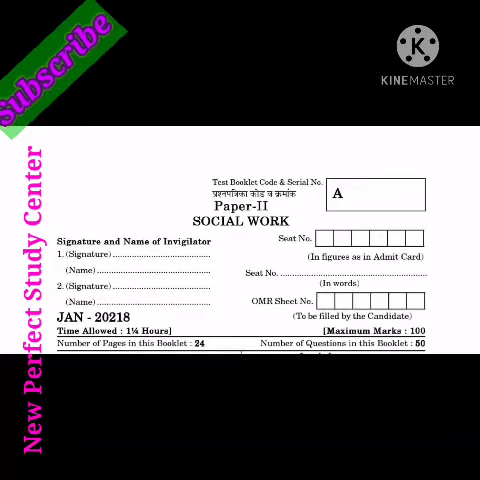 Subscribe
K
KINEMASTER
New Perfect Study Center
Test Booklet Code & Serial No.
प्रश्नपत्रिका कोड व क्रमांक
A
Paper-II
SOCIAL WORK
Signature and Name of Invigilator
Seat No.
1. (Signature)
(In figures as in Admit Card)
(Name)
Seat No.
2. (Signature)
(In words)
(Name)
OMR Sheet No.
JAN - 20218
(To be filled by the Candidate)
Time Allowed : 1¼ Hours]
[Maximum Marks : 100
Number of Pages in this Booklet : 24
Number of Questions in this Booklet : 50